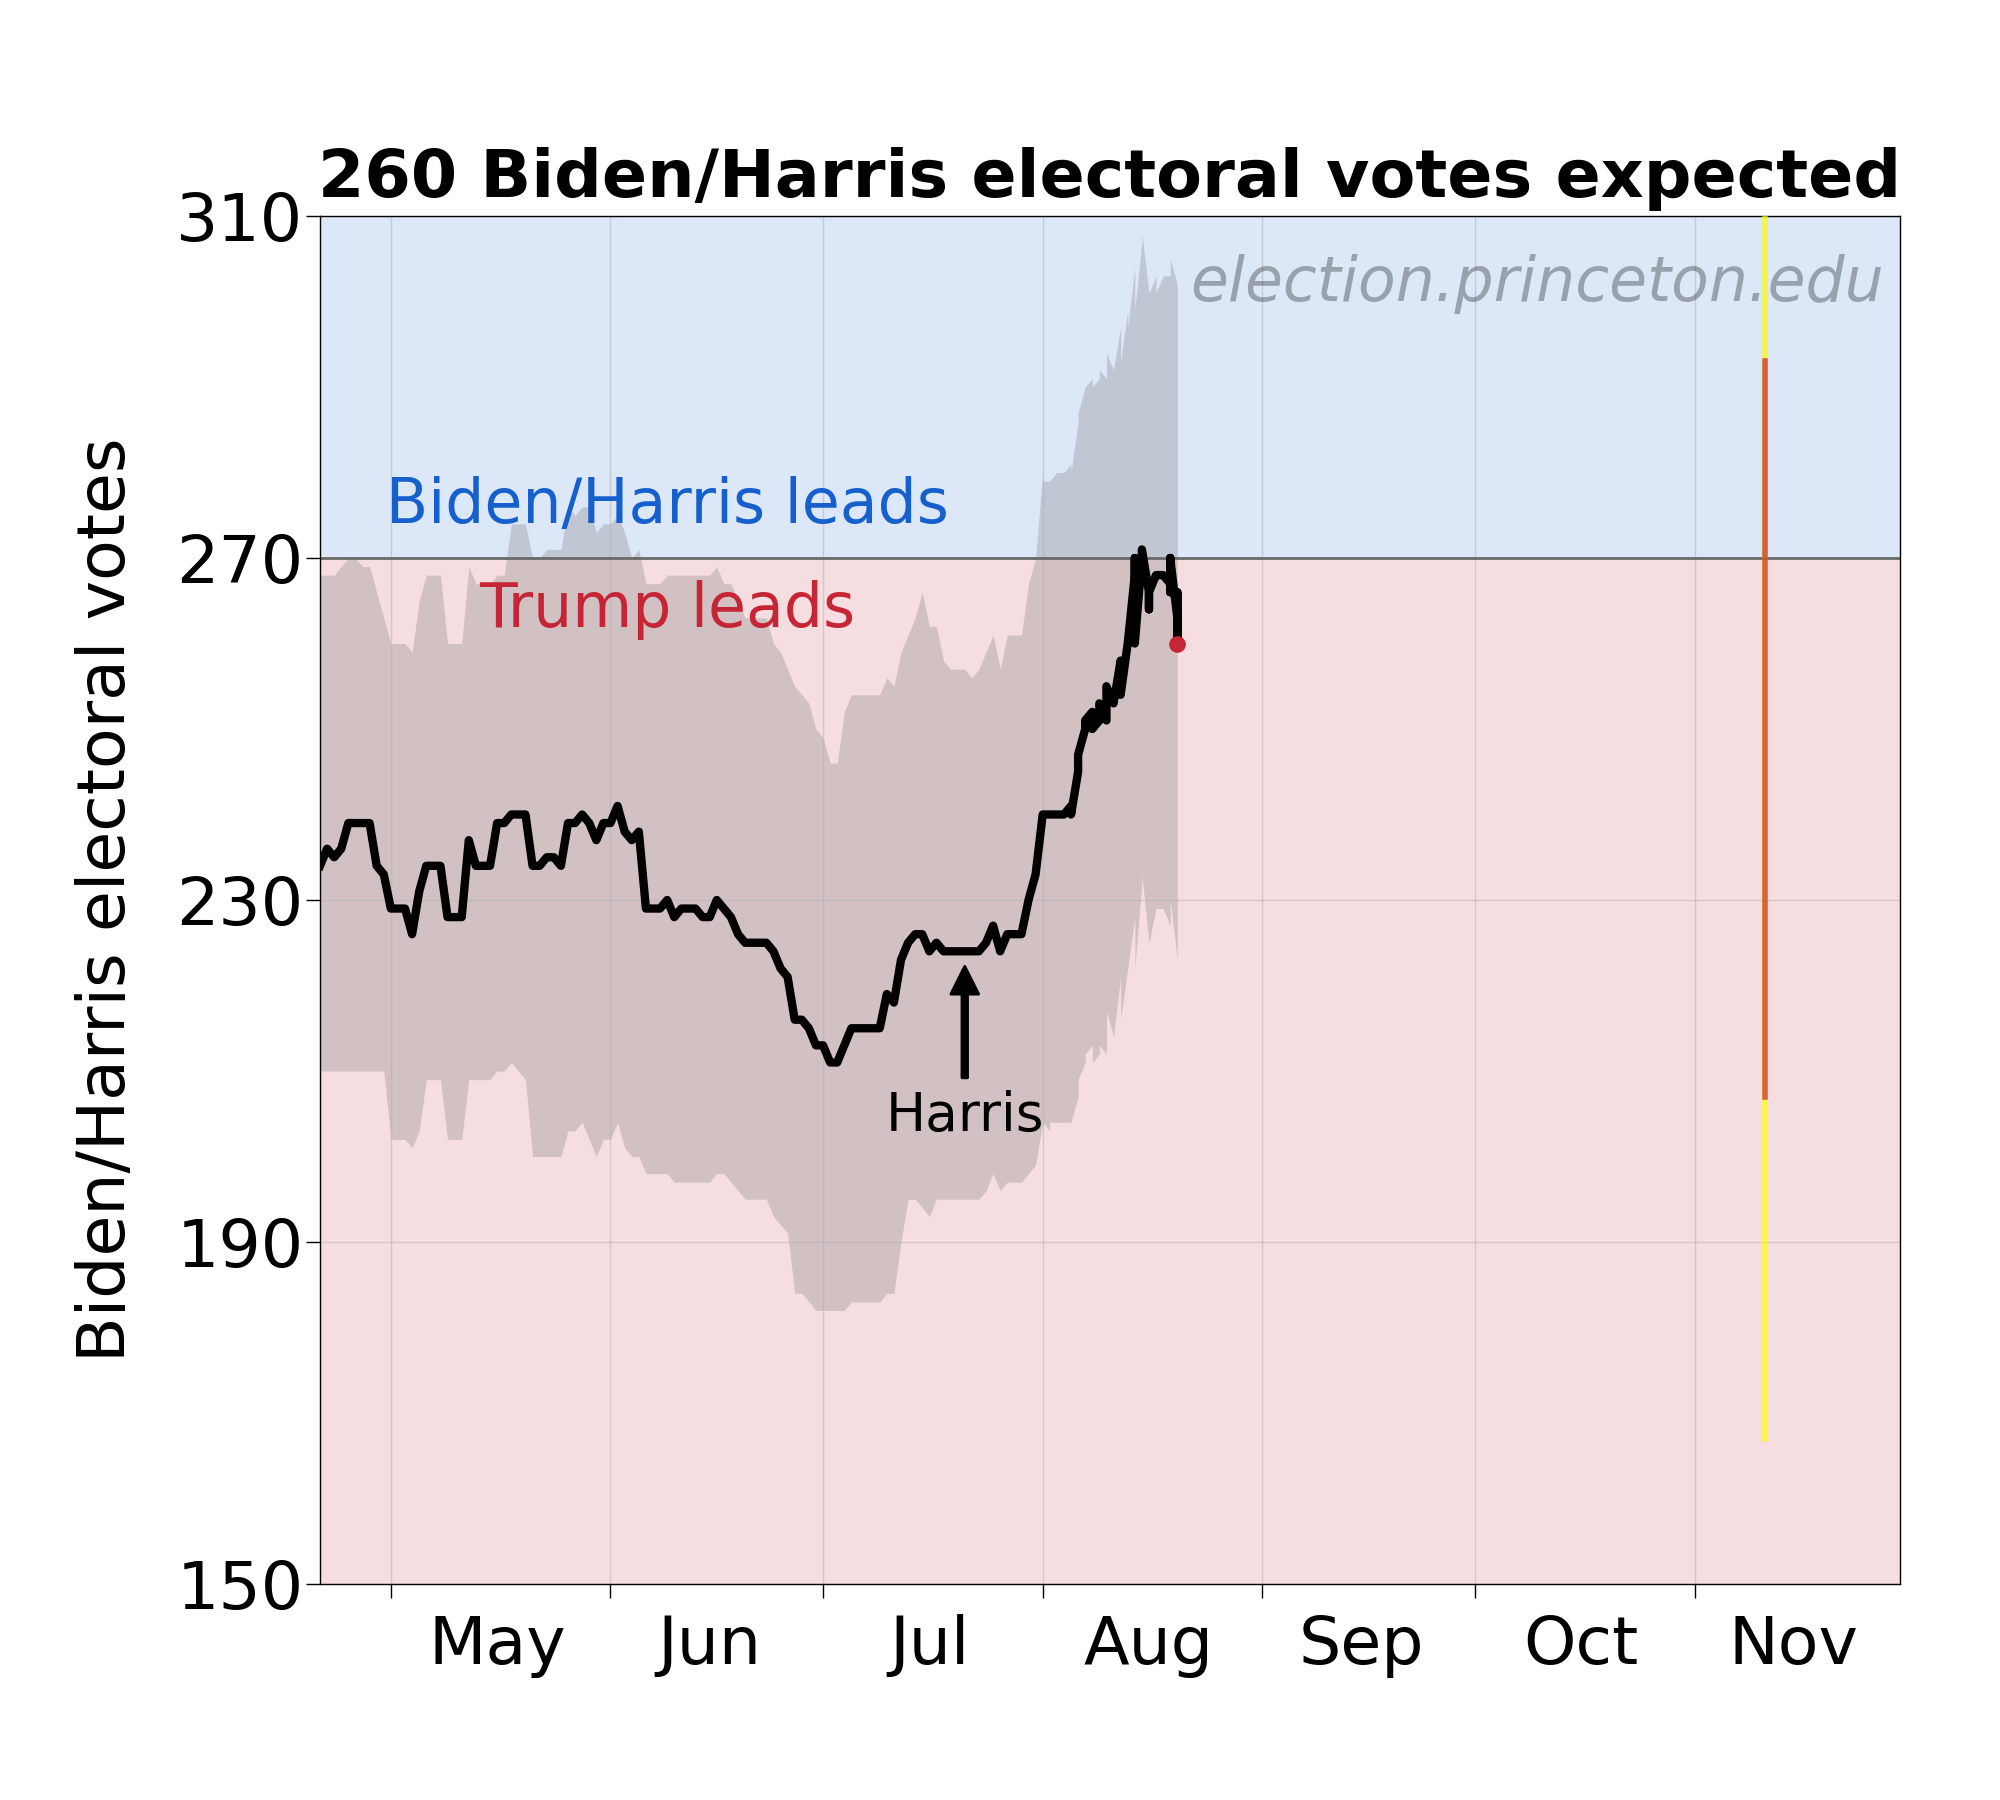 260 Biden/Harris electoral votes expected
310
election.princeton.edu
Biden/Harris leads
270
Trump leads
Biden/Harris electoral votes
230
Harris
190
150
May Jun Jul Aug Sep Oct Nov